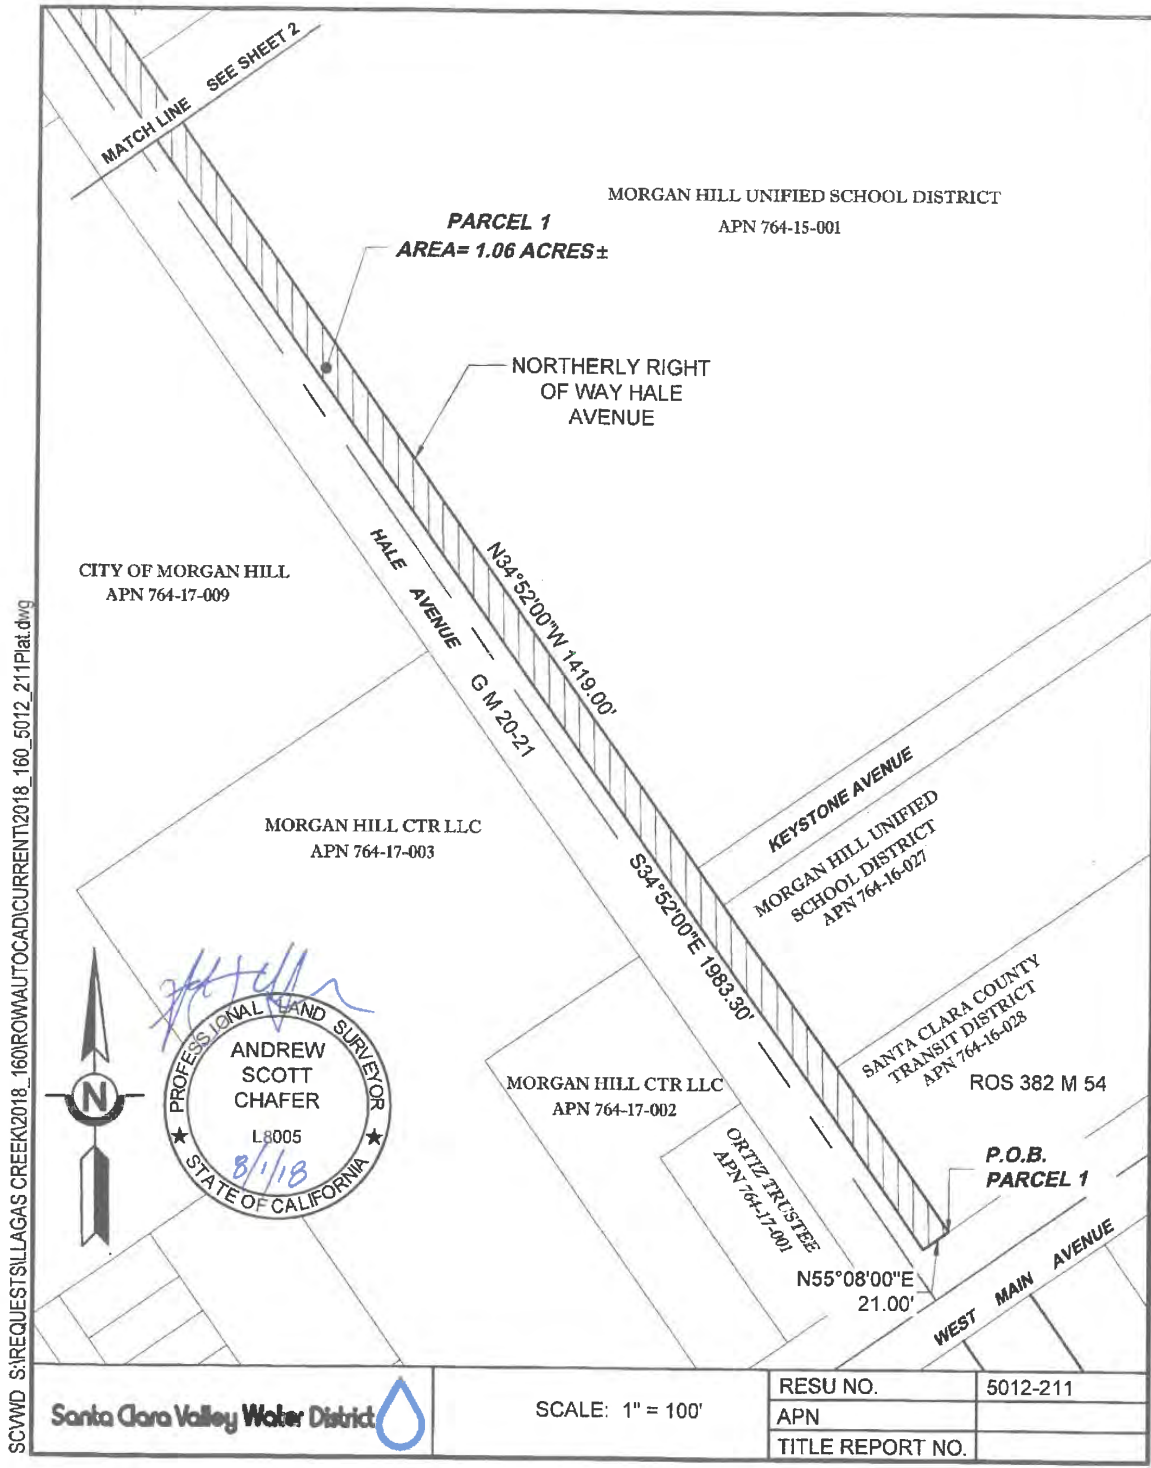 MATCH LINE SEE SHEET 2
MORGAN HILL UNIFIED SCHOOL DISTRICT
APN 764-15-001
PARCEL 1
AREA= 1.06 ACRES±
NORTHERLY RIGHT
OF WAY HALE
AVENUE
HALE AVENUE G M 20-21
N34°52'00"W 1419.00'
CITY OF MORGAN HILL
APN 764-17-009
MORGAN HILL CTR LLC
APN 764-17-003
S34°52'00"E 1983.30'
KEYSTONE AVENUE
MORGAN HILL UNIFIED
SCHOOL DISTRICT
APN 764-16-027
SANTA CLARA COUNTY
TRANSIT DISTRICT
APN 764-16-028
ROS 382 M 54
MORGAN HILL CTR LLC
APN 764-17-002
ORTIZ TRUSTEE
APN 764-17-001
P.O.B.
PARCEL 1
N55°08'00"E
21.00'
WEST MAIN AVENUE
N
PROFESSIONAL LAND SURVEYOR
ANDREW
SCOTT
CHAFER
L8005
8/1/18
STATE OF CALIFORNIA
SCVWD S:\REQUESTS\LLAGAS CREEK\2018_160\ROW\AUTOCAD\CURRENT\2018_160_5012_211Plat.dwg
Santa Clara Valley Water District
SCALE: 1" = 100'
RESU NO. 5012-211
APN
TITLE REPORT NO.